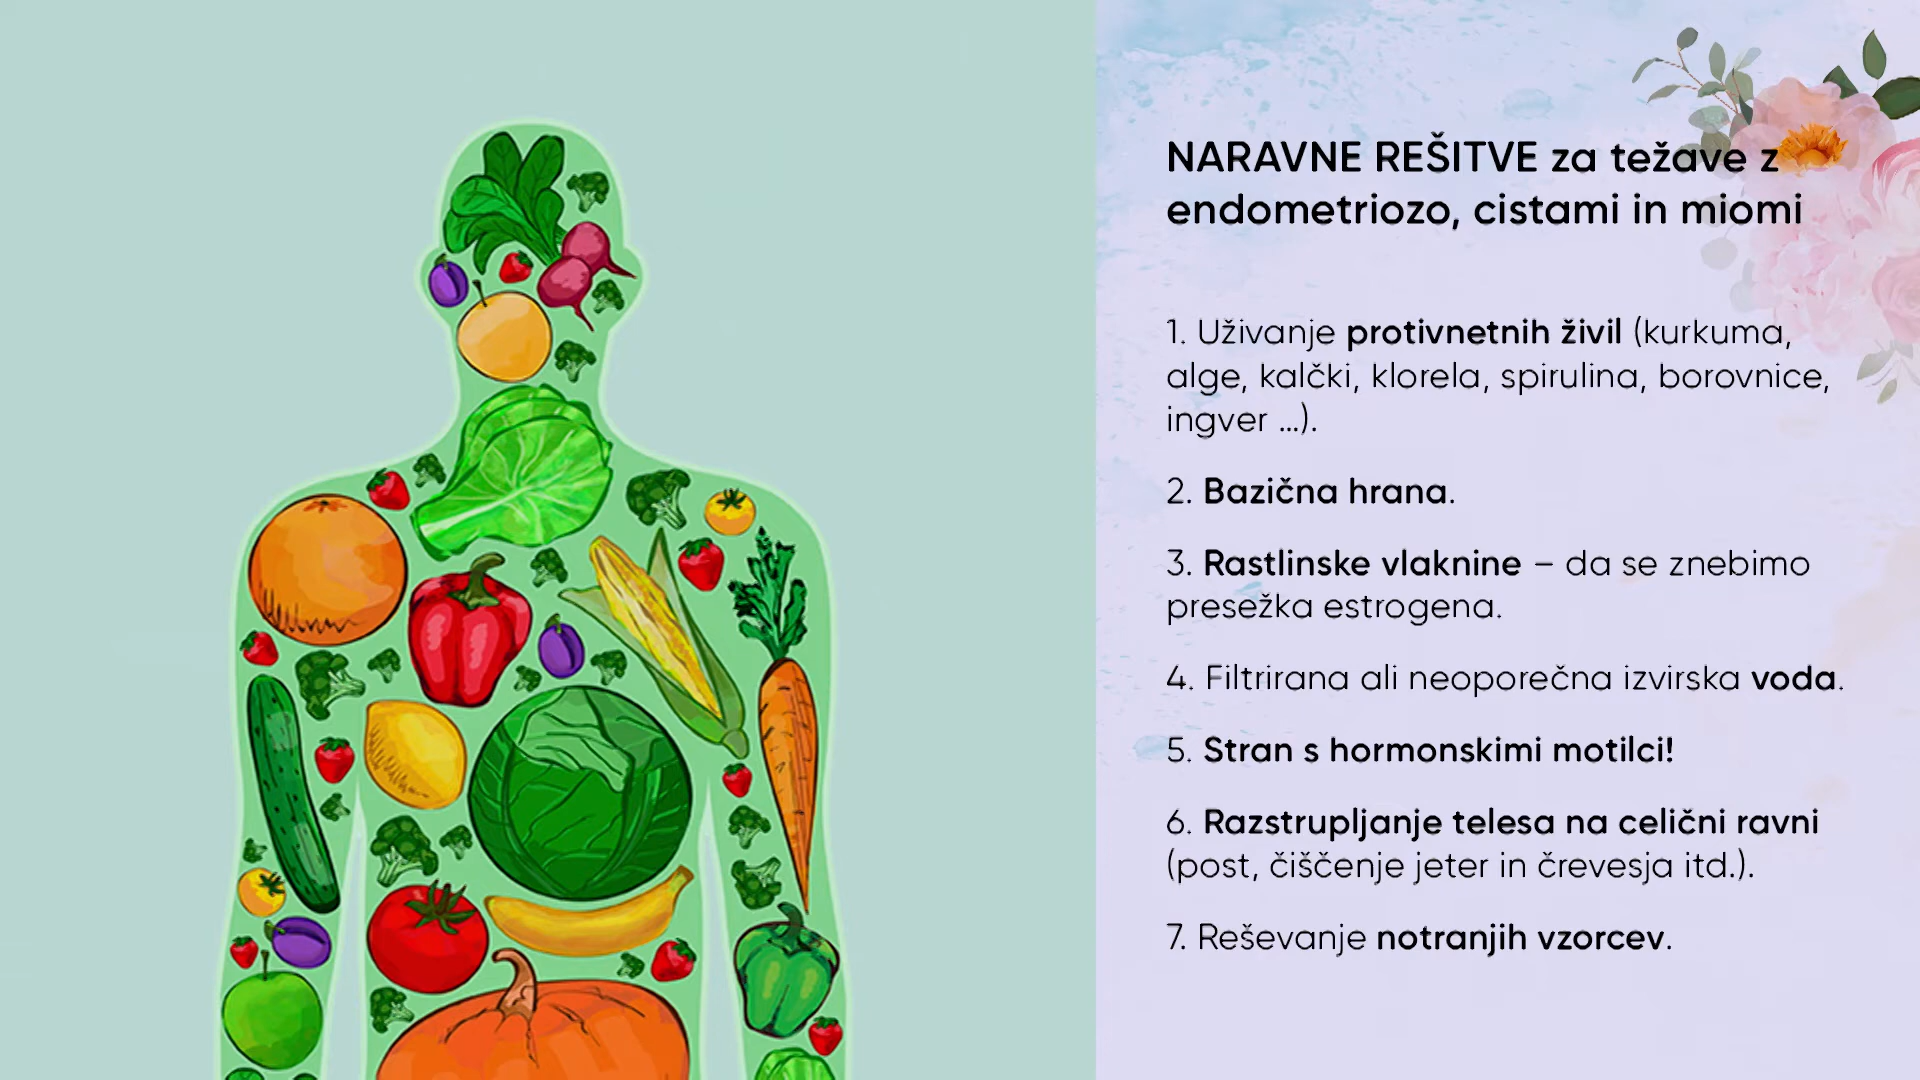 NARAVNE REŠITVE za težave z
endometriozo, cistami in miomi
1. Uživanje protivnetnih živil (kurkuma,
alge, kalčki, klorela, spirulina, borovnice,
ingver ...).
2. Bazična hrana.
3. Rastlinske vlaknine – da se znebimo
presežka estrogena.
4. Filtrirana ali neoporečna izvirska voda.
5. Stran s hormonskimi motilci!
6. Razstrupljanje telesa na celični ravni
(post, čiščenje jeter in črevesja itd.).
7. Reševanje notranjih vzorcev.